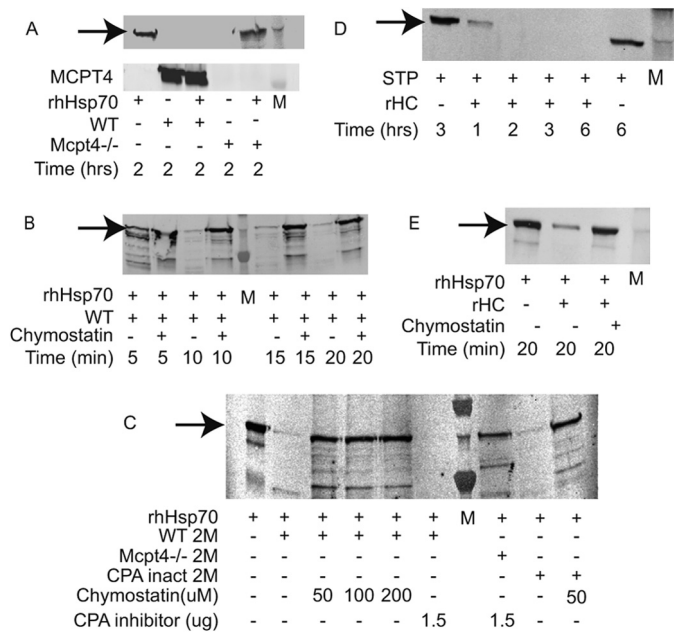 A
MCPT4
rhHsp70 + - + - + M
WT - + + - -
Mcpt4-/- - - - + +
Time (hrs) 2 2 2 2 2
D
STP + + + + + + M
rHC - + + + + -
Time (hrs) 3 1 2 3 6 6
B
rhHsp70 + + + + M + + + +
WT + + + + + + + +
Chymostatin - + - + - + - +
Time (min) 5 5 10 10 15 15 20 20
E
rhHsp70 + + + M
rHC - + +
Chymostatin - - +
Time (min) 20 20 20
C
rhHsp70 + + + + + + M + + +
WT 2M - + + + + + - - -
Mcpt4-/- 2M - - - - - - + - -
CPA inact 2M - - - - - - - + +
Chymostatin(uM) - - 50 100 200 - - - 50
CPA inhibitor (ug) - - - - - 1.5 1.5 - -